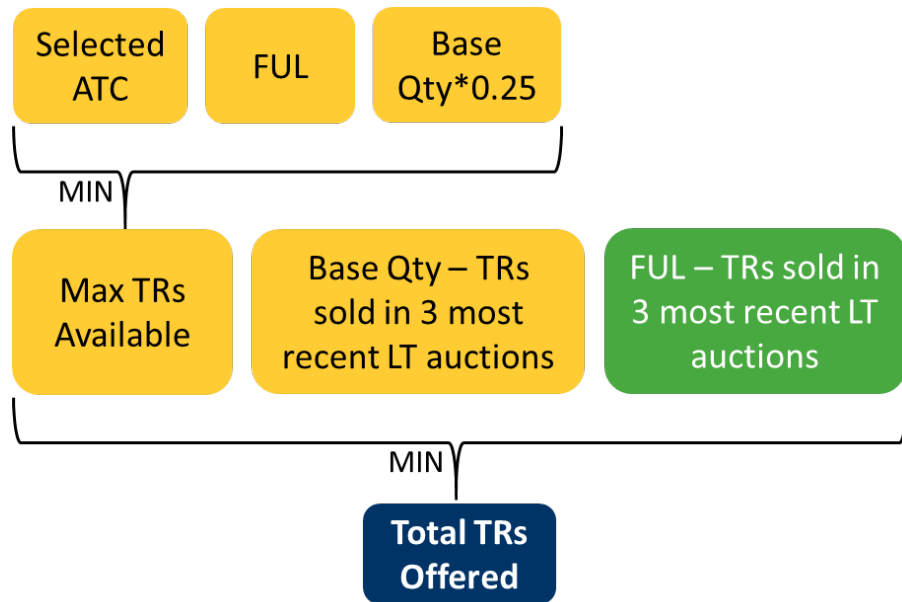 Selected
ATC
FUL
Base
Qty*0.25
MIN
Max TRs
Available
Base Qty – TRs
sold in 3 most
recent LT auctions
FUL – TRs sold in
3 most recent LT
auctions
MIN
Total TRs
Offered